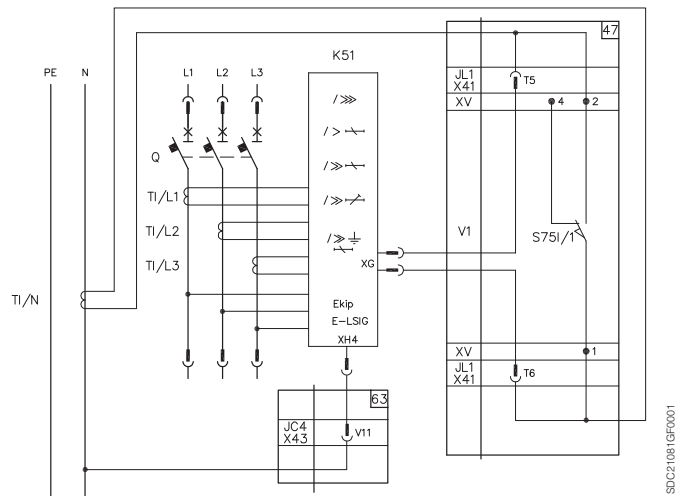 47
K51
PE N L1 L2 L3
JL1
X41
T5
XV
4
2
Q
TI/L1
TI/L2
TI/L3
V1
S75I/1
XG
TI/N
Ekip
E-LSIG
XH4
XV
1
JL1
X41
T6
63
JC4
X43
V11
SDC21081GF0001